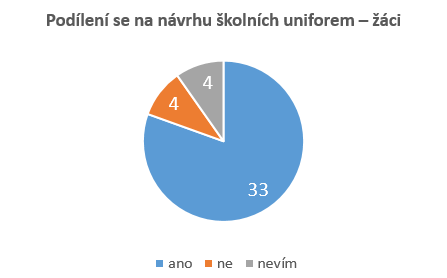 Podílení se na návrhu školních uniforem – žáci
4
4
33
ano ne nevím